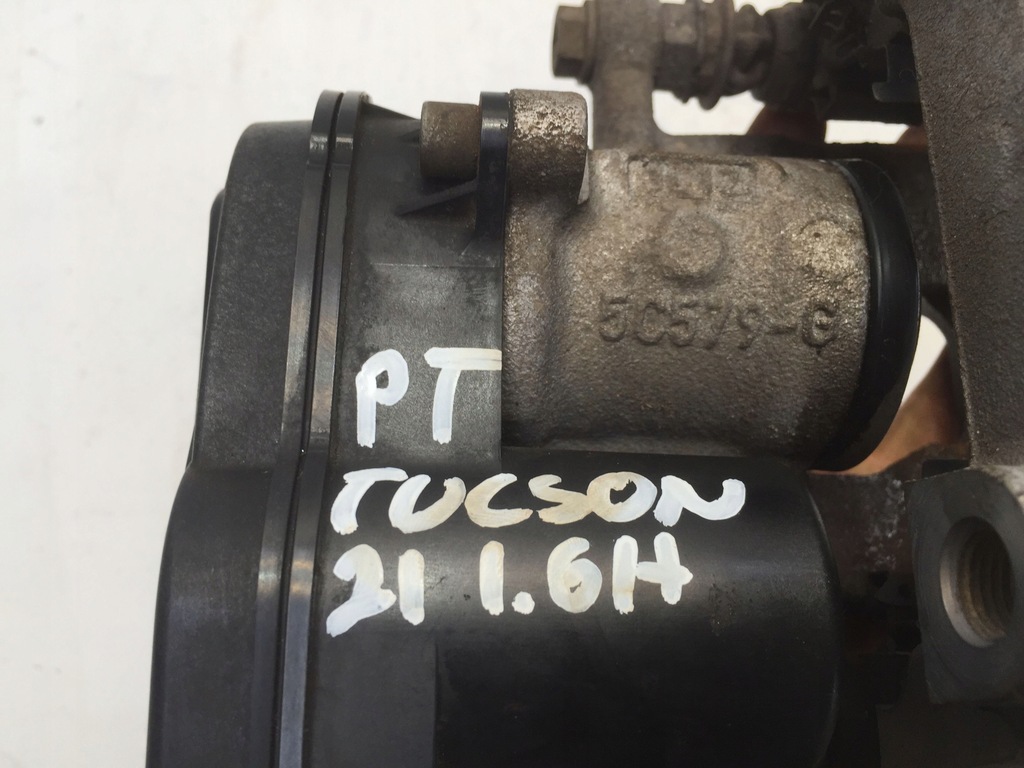 5C579-G
PT
TUCSON
21 1.6H